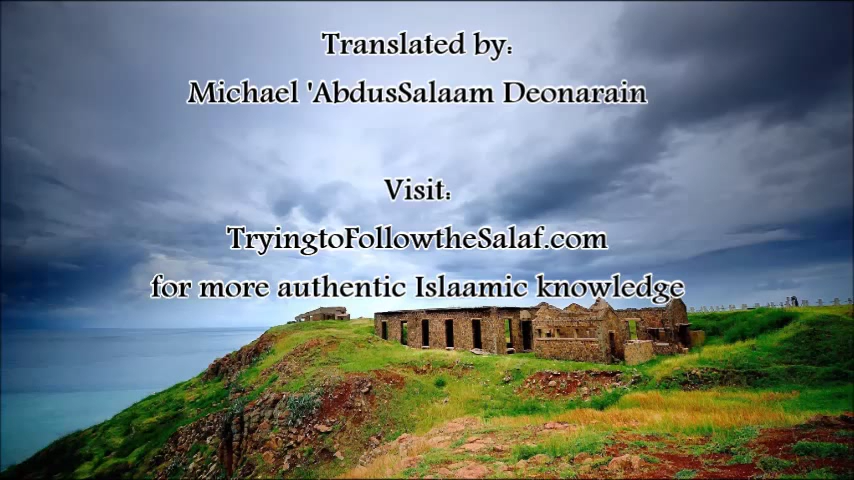 Translated by:
Michael 'AbdusSalaam Deonarain
Visit:
TryingtoFollowtheSalaf.com
for more authentic Islaamic knowledge